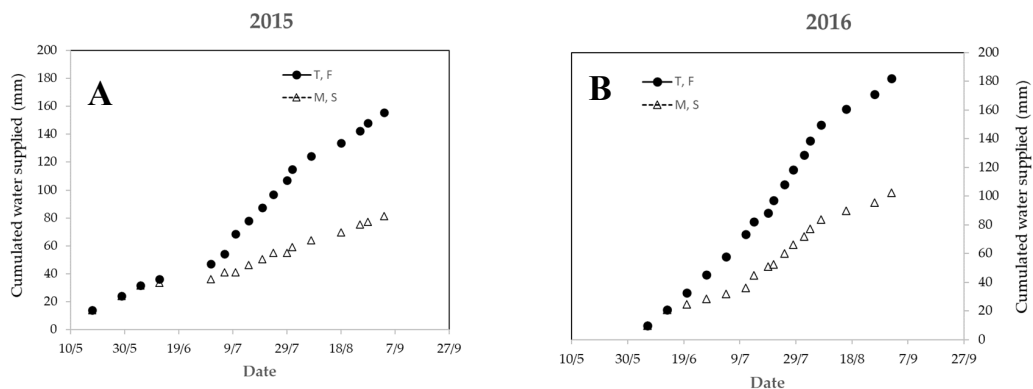 2015
Cumulated water supplied (mm)
200
180
160
140
120
100
80
60
40
20
0
A
T, F
M, S
10/5 30/5 19/6 9/7 29/7 18/8 7/9 27/9
Date
2016
B
T, F
M, S
200
180
160
140
120
100
80
60
40
20
0
Cumulated water supplied (mm)
10/5 30/5 19/6 9/7 29/7 18/8 7/9 27/9
Date